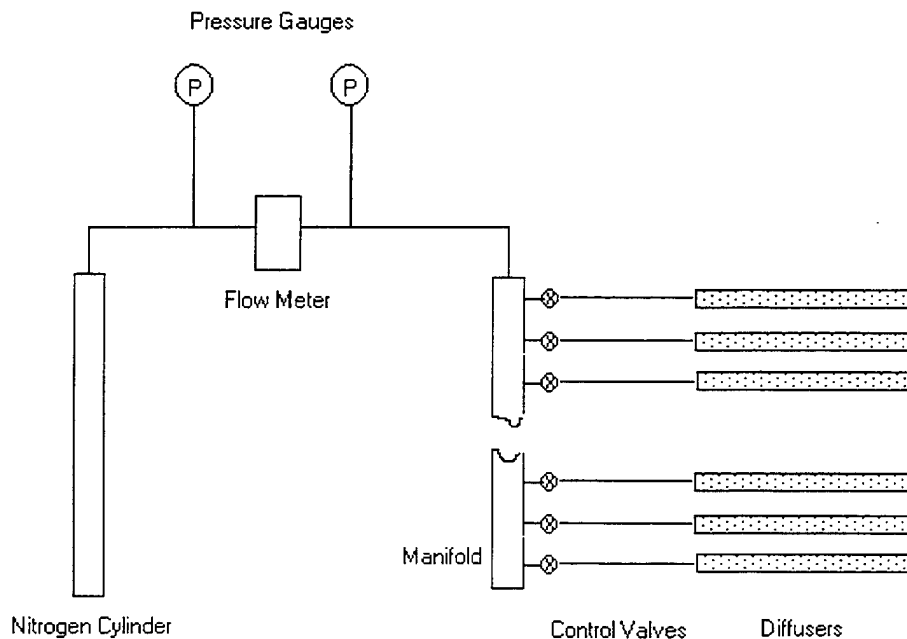 Pressure Gauges
P P
Flow Meter
Manifold
Nitrogen Cylinder
Control Valves
Diffusers